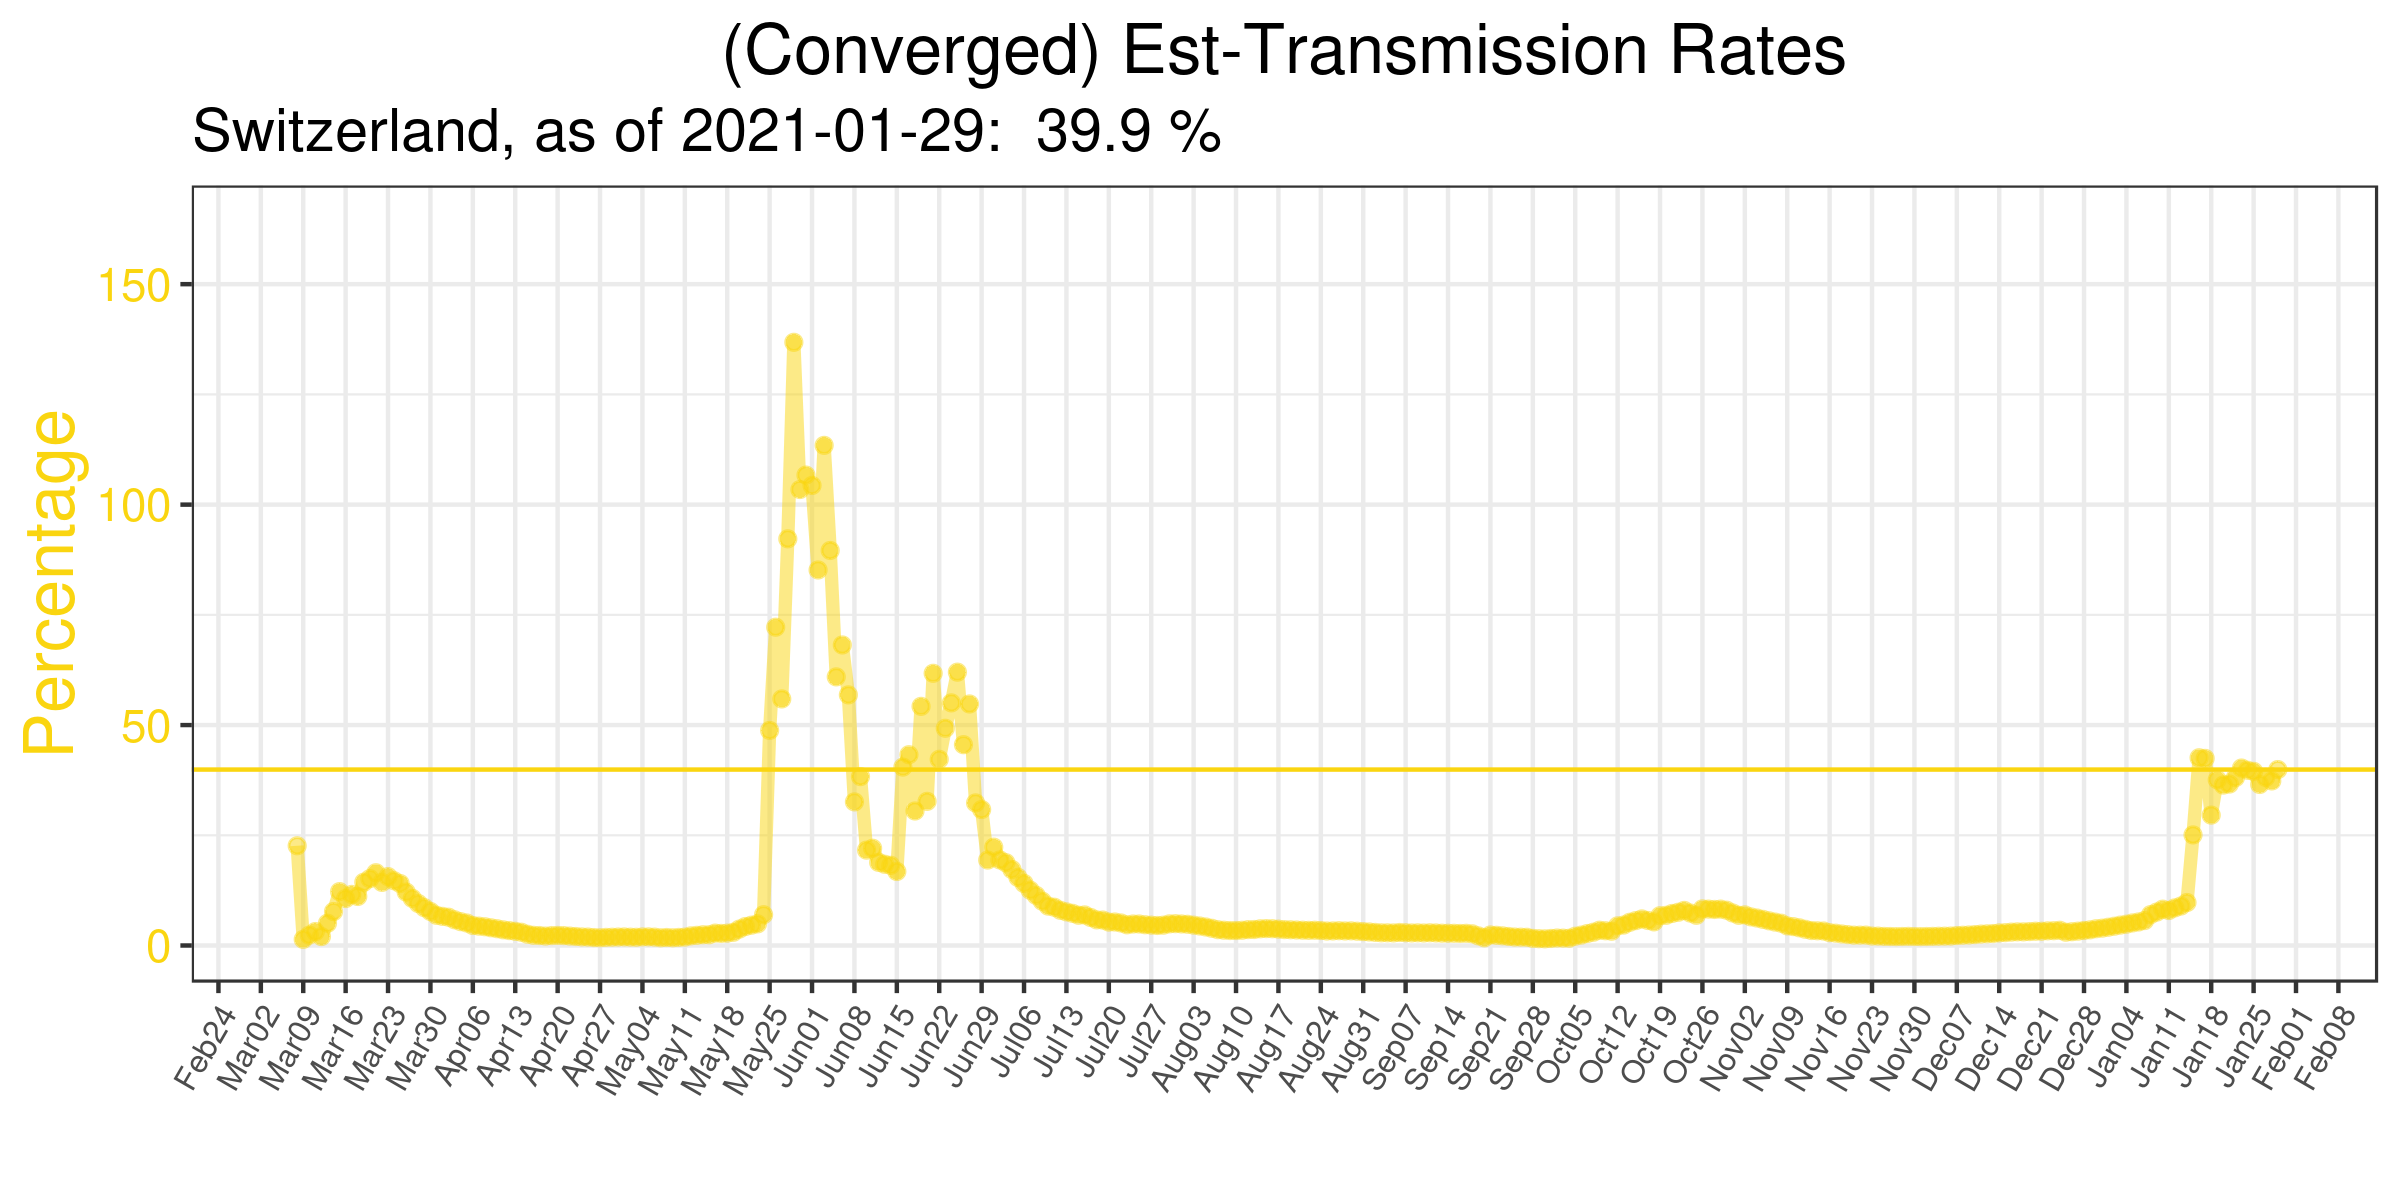 (Converged) Est-Transmission Rates
Switzerland, as of 2021-01-29:  39.9 %
Percentage
150
100
50
0
Feb24
Mar02
Mar09
Mar16
Mar23
Mar30
Apr06
Apr13
Apr20
Apr27
May04
May11
May18
May25
Jun01
Jun08
Jun15
Jun22
Jun29
Jul06
Jul13
Jul20
Jul27
Aug03
Aug10
Aug17
Aug24
Aug31
Sep07
Sep14
Sep21
Sep28
Oct05
Oct12
Oct19
Oct26
Nov02
Nov09
Nov16
Nov23
Nov30
Dec07
Dec14
Dec21
Dec28
Jan04
Jan11
Jan18
Jan25
Feb01
Feb08